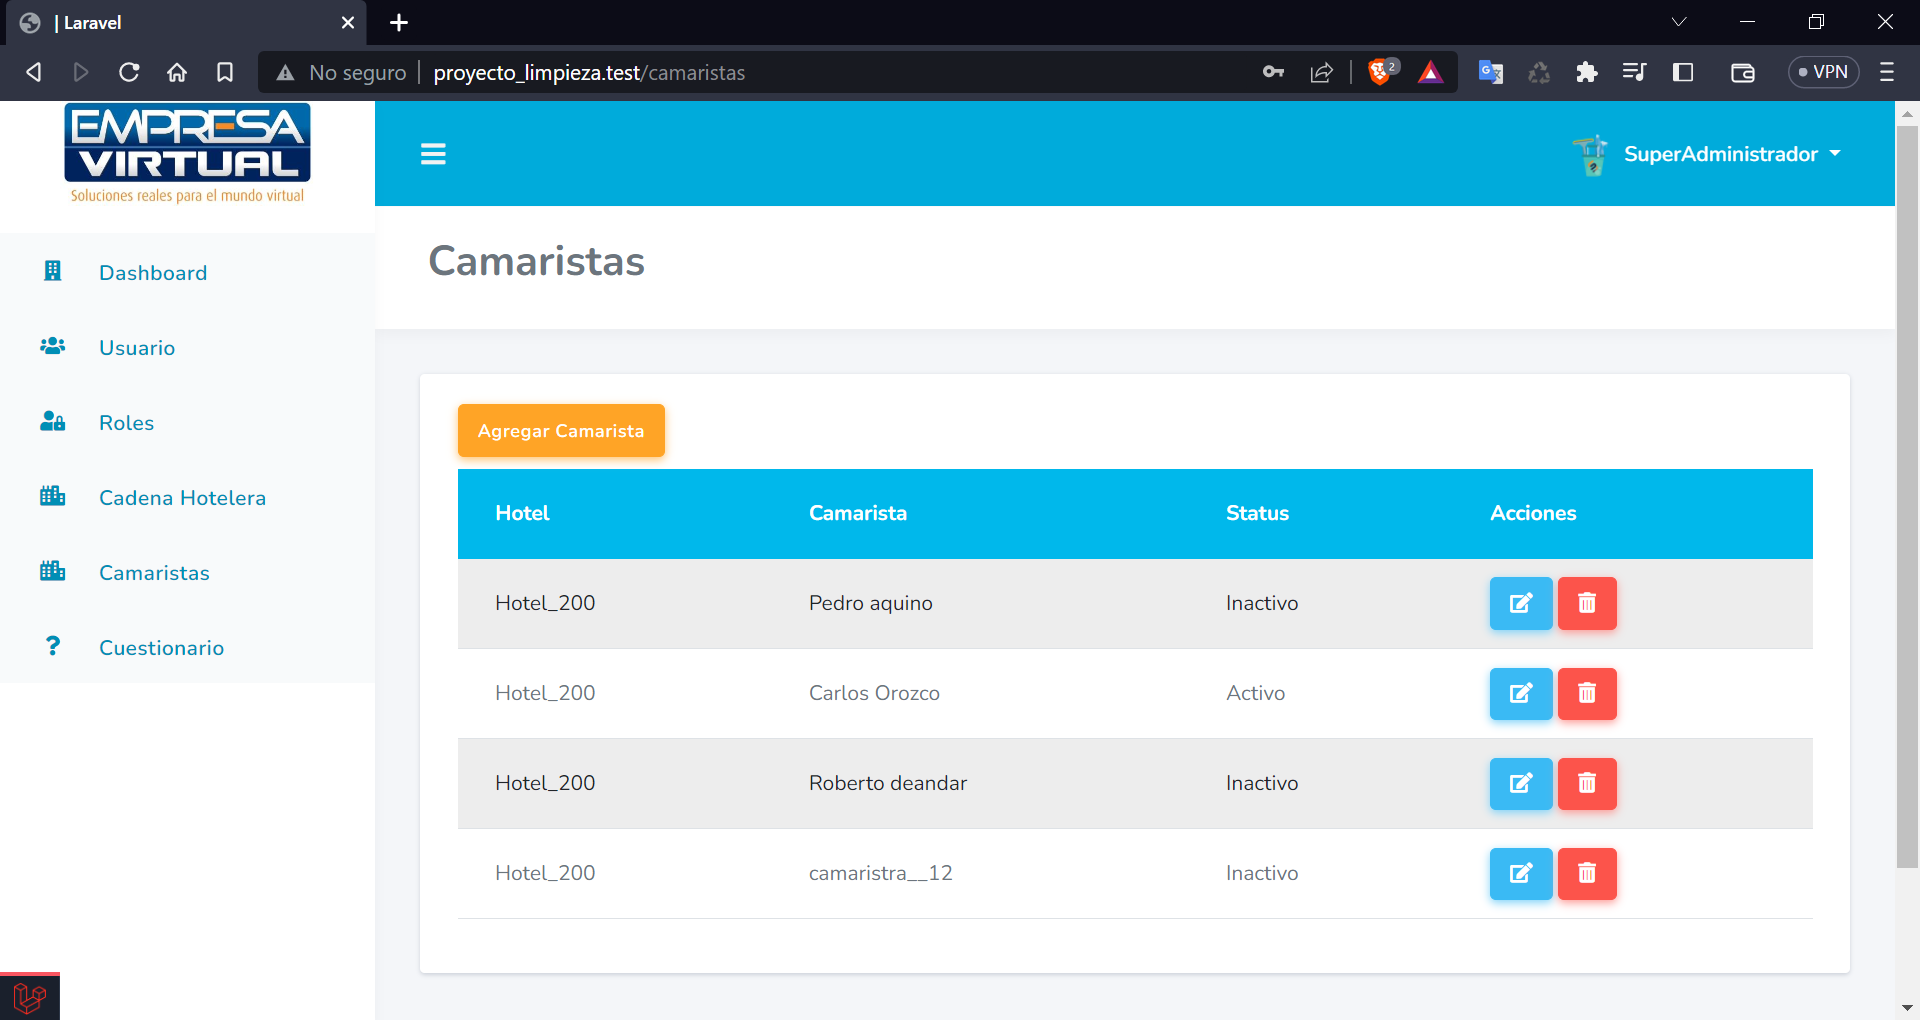 | Laravel
No seguro
proyecto_limpieza.test/camaristas
2
VPN
EMPRESA
VIRTUAL
Soluciones reales para el mundo virtual
SuperAdministrador
Dashboard
Usuario
Roles
Cadena Hotelera
Camaristas
Cuestionario
Camaristas
Agregar Camarista
Hotel Camarista Status Acciones
Hotel_200 Pedro aquino Inactivo
Hotel_200 Carlos Orozco Activo
Hotel_200 Roberto deandar Inactivo
Hotel_200 camaristra__12 Inactivo